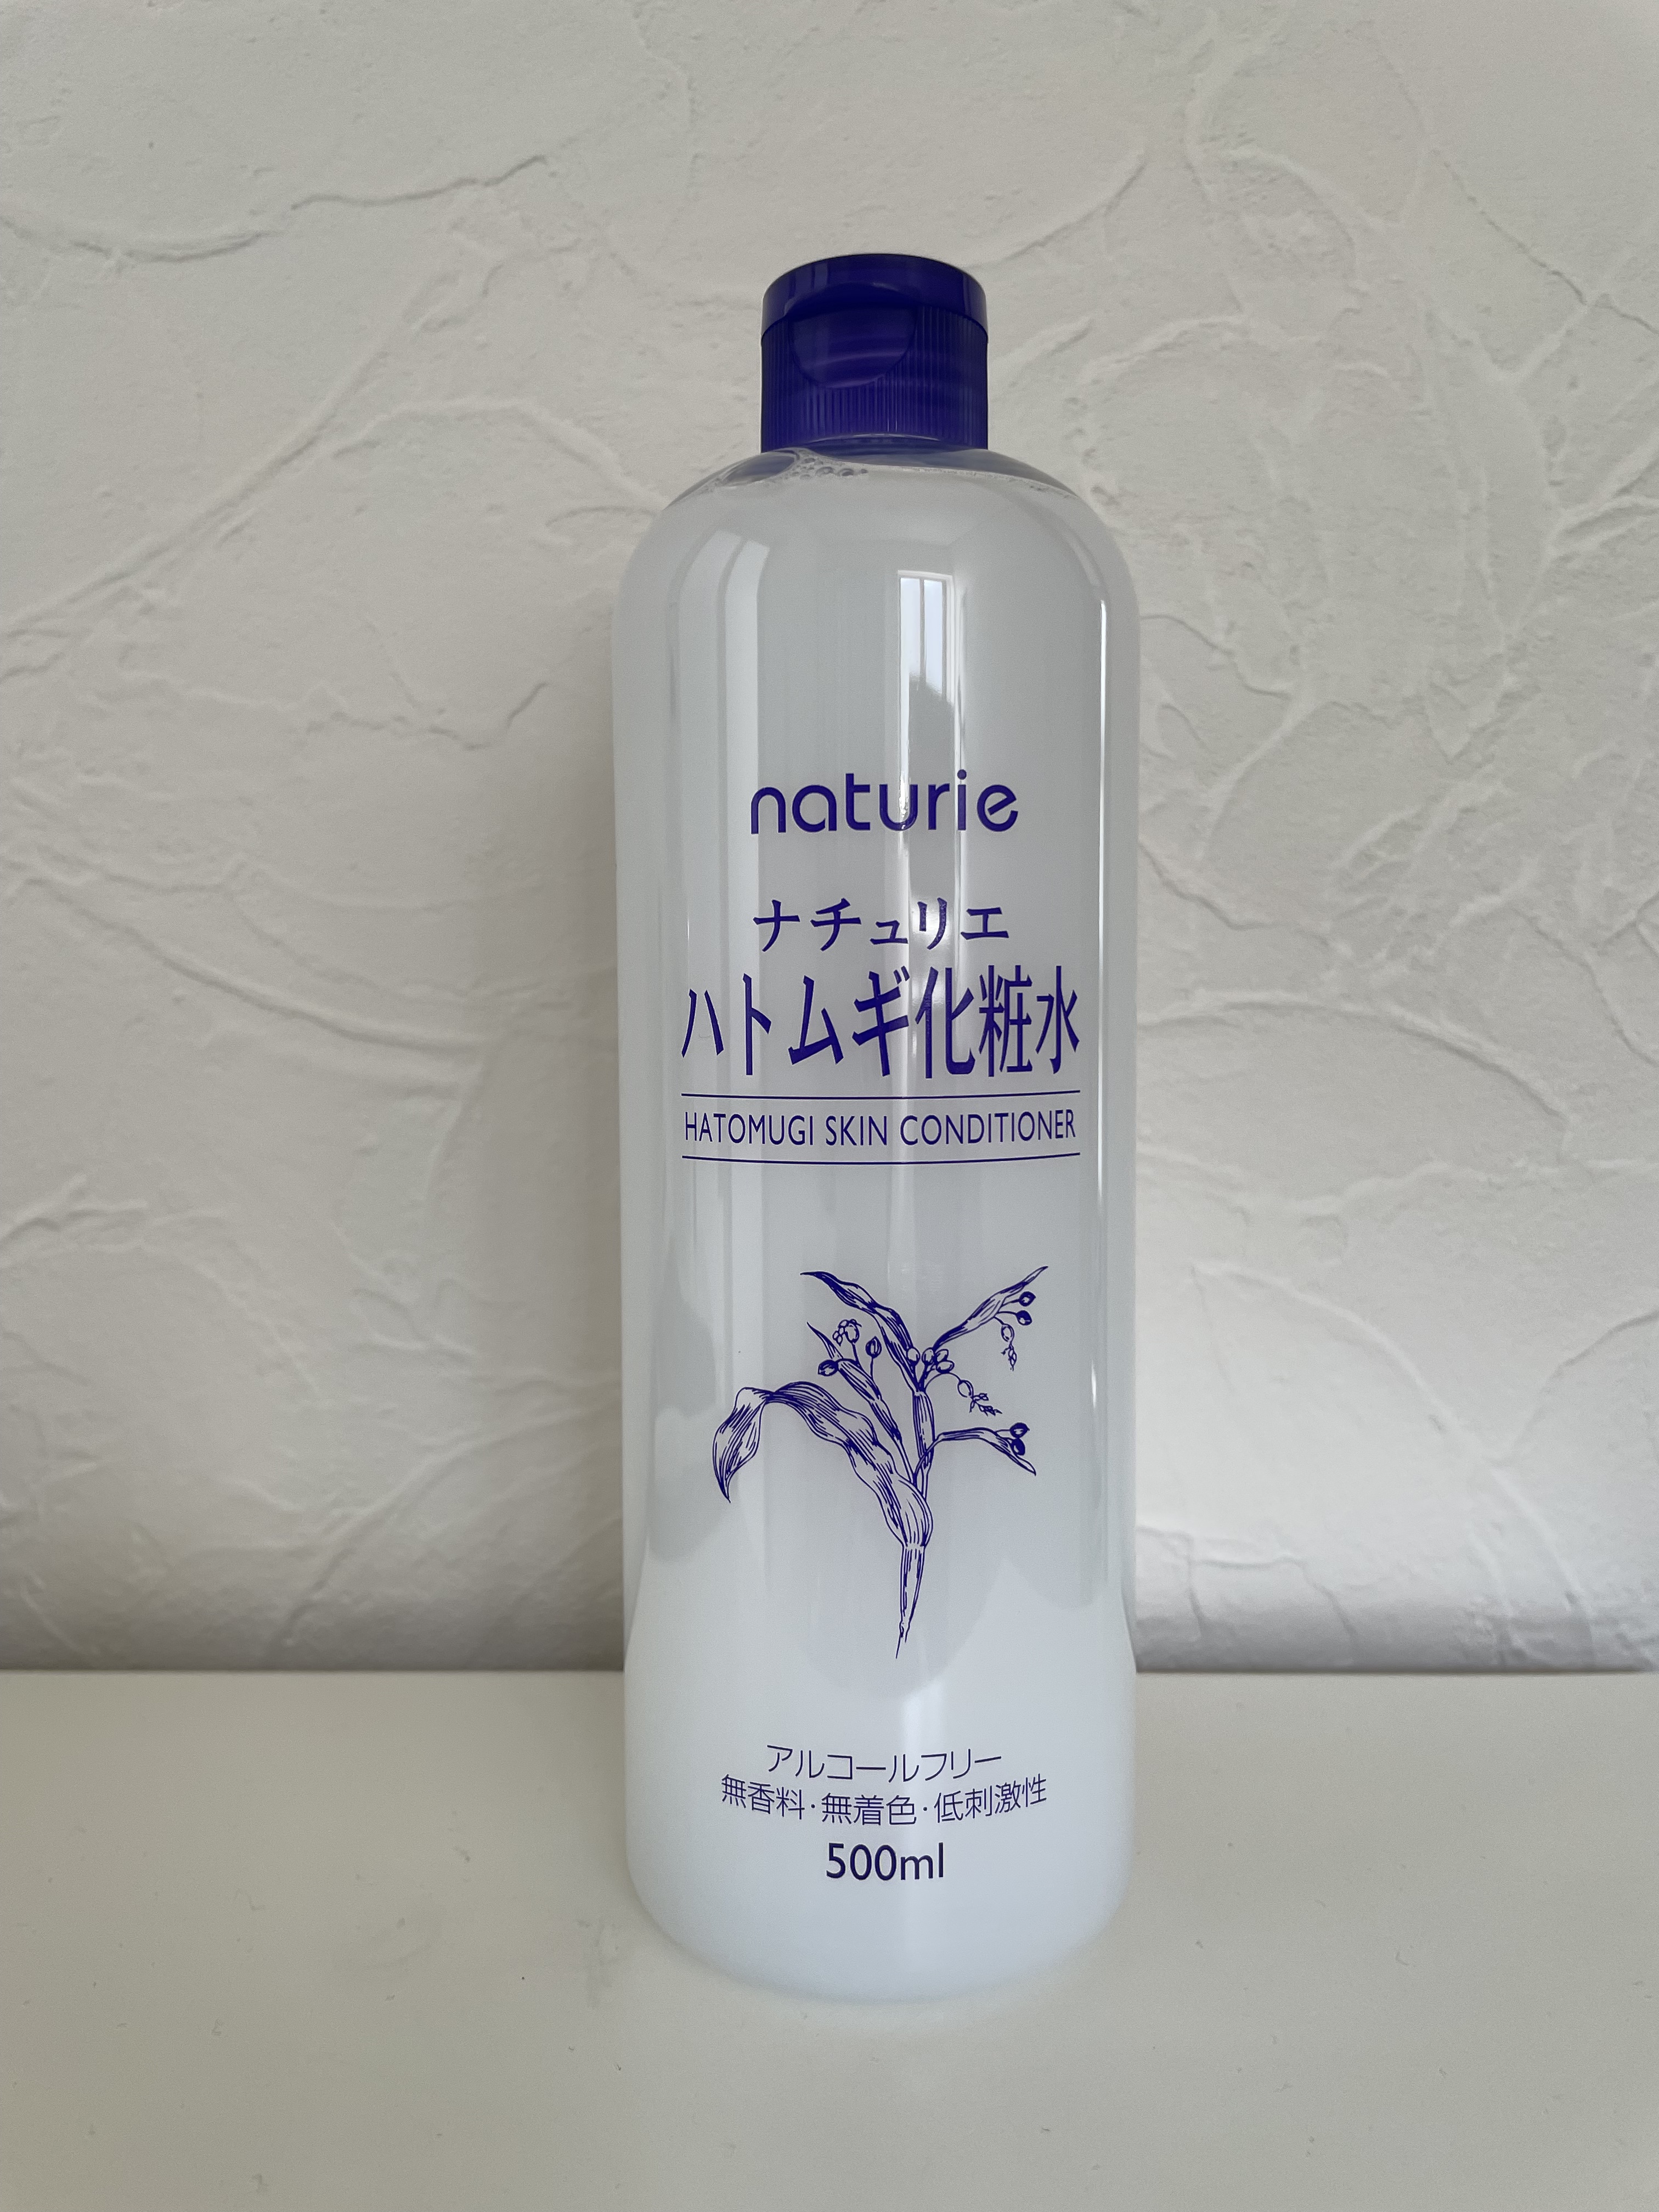 naturie
ナチュリエ
ハトムギ化粧水
HATOMUGI SKIN CONDITIONER
アルコールフリー
無香料・無着色・低刺激性
500ml